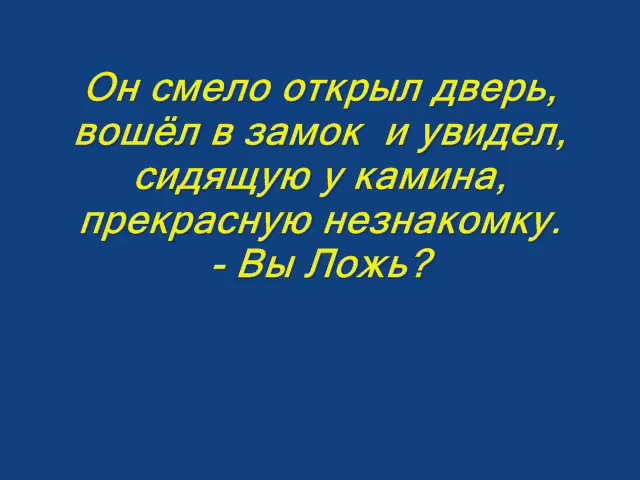 Он смело открыл дверь,
вошёл в замок и увидел,
сидящую у камина,
прекрасную незнакомку.
- Вы Ложь?